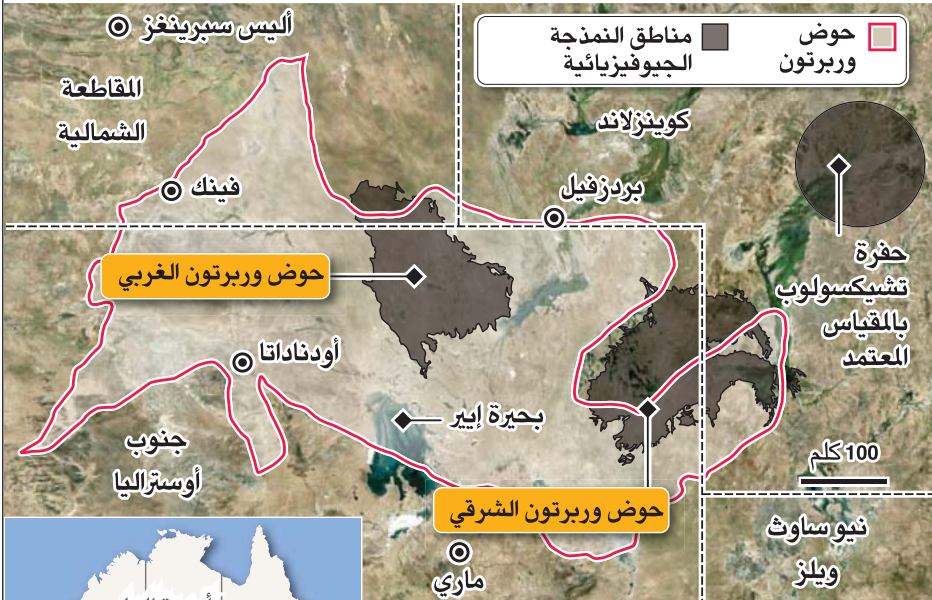 أليس سبرينغز
حوض
وربرتون
مناطق النمذجة
الجيوفيزيائية
المقاطعة
الشمالية
كوينزلاند
فينك
بردزفيل
حفرة
تشيكسولوب
بالمقياس
المعتمد
حوض وربرتون الغربي
أودناداتا
بحيرة إيير
جنوب
أوستراليا
100 كلم
حوض وربرتون الشرقي
نيو ساوث
ويلز
ماري